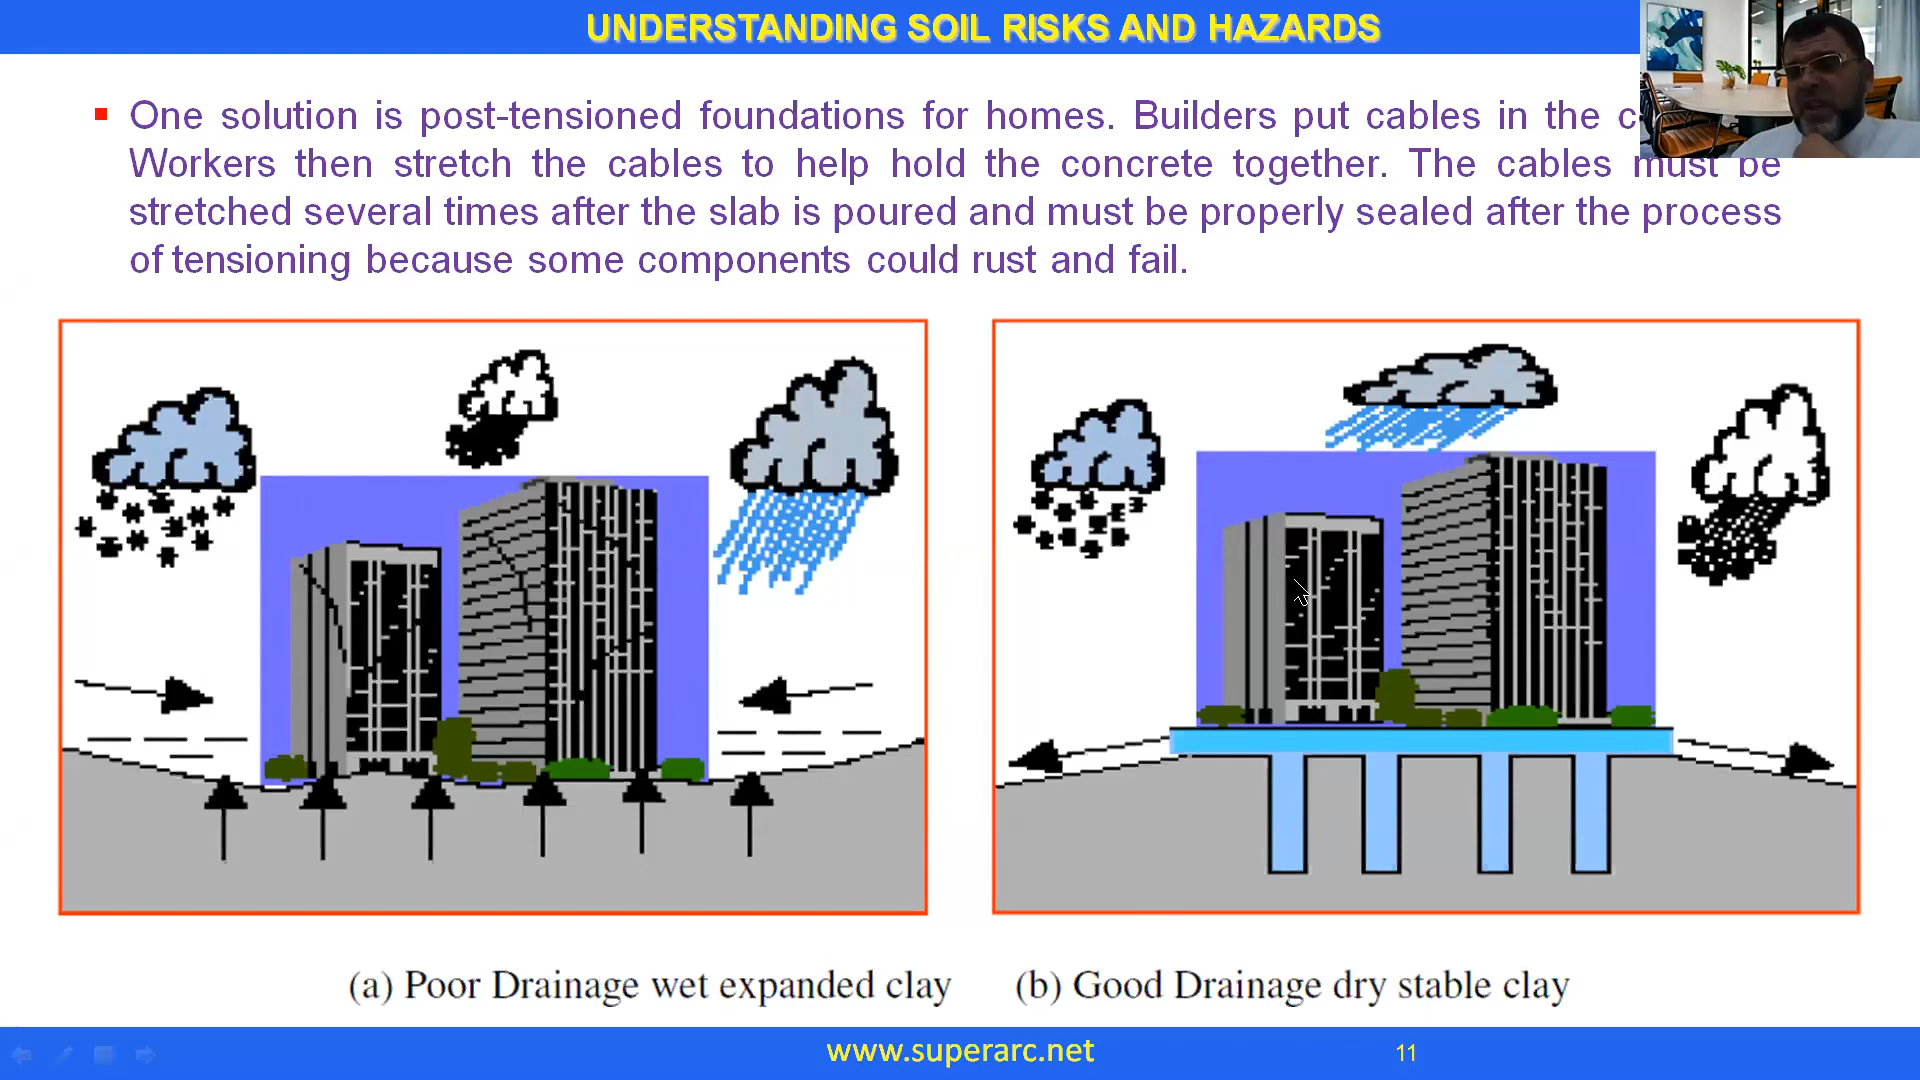 UNDERSTANDING SOIL RISKS AND HAZARDS
One solution is post-tensioned foundations for homes. Builders put cables in the
Workers then stretch the cables to help hold the concrete together. The cables must be
stretched several times after the slab is poured and must be properly sealed after the process
of tensioning because some components could rust and fail.
(a) Poor Drainage wet expanded clay
(b) Good Drainage dry stable clay
www.superarc.net
11